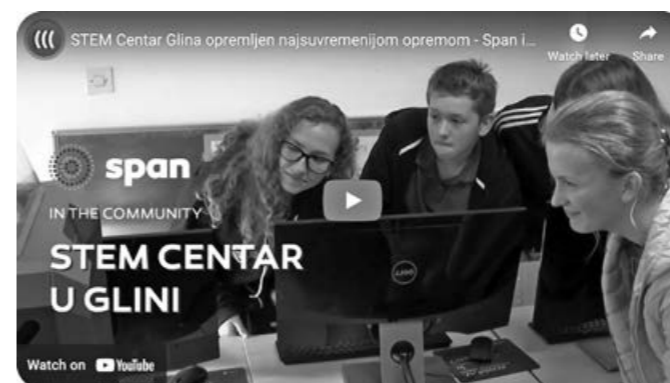 STEM Centar Glina opremljen najsuvremenijom opremom - Span i...
Watch later
Share
span
IN THE COMMUNITY
STEM CENTAR
U GLINI
DELL
Watch on YouTube